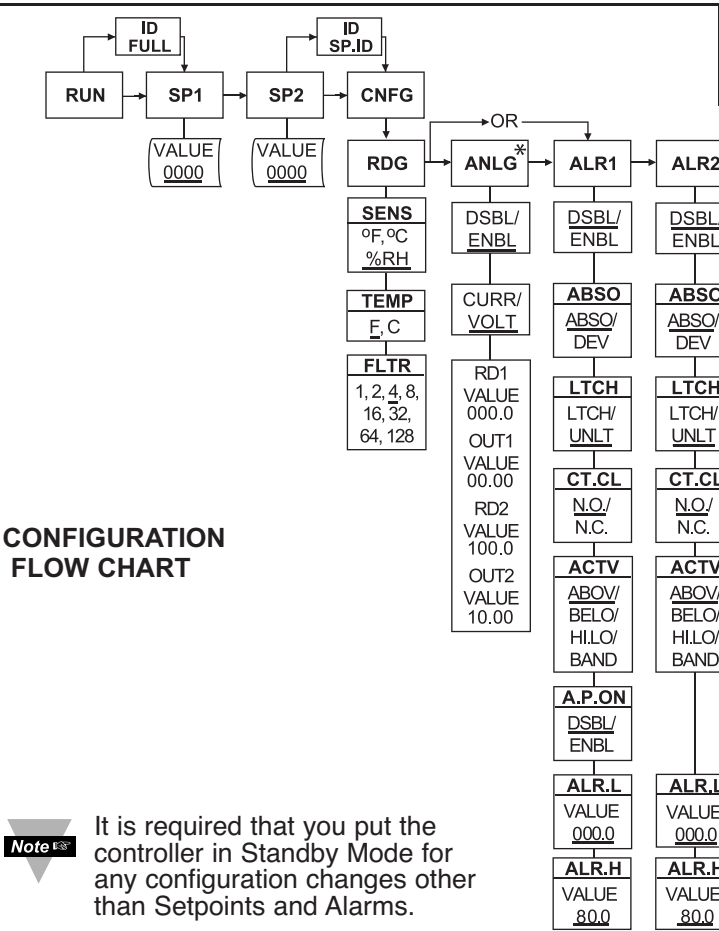 ID
FULL
ID
SP.ID
RUN
SP1
SP2
CNFG
VALUE
0000
VALUE
0000
OR
RDG
ANLG*
ALR1
ALR2
SENS
ºF,ºC
%RH
TEMP
F, C
FLTR
1, 2, 4, 8,
16, 32,
64, 128
DSBL/
ENBL
CURR/
VOLT
RD1
VALUE
000.0
OUT1
VALUE
00.00
RD2
VALUE
100.0
OUT2
VALUE
10.00
DSBL/
ENBL
ABSO
ABSO/
DEV
LTCH
LTCH/
UNLT
CT.CL
N.O./
N.C.
ACTV
ABOV/
BELO/
HI.LO/
BAND
A.P.ON
DSBL/
ENBL
ALR.L
VALUE
000.0
ALR.H
VALUE
80.0
DSBL/
ENBL
ABSO
ABSO/
DEV
LTCH
LTCH/
UNLT
CT.CL
N.O./
N.C.
ACTV
ABOV/
BELO/
HI.LO/
BAND
ALR.L
VALUE
000.0
ALR.H
VALUE
80.0
CONFIGURATION
FLOW CHART
Note ☞
It is required that you put the
controller in Standby Mode for
any configuration changes other
than Setpoints and Alarms.